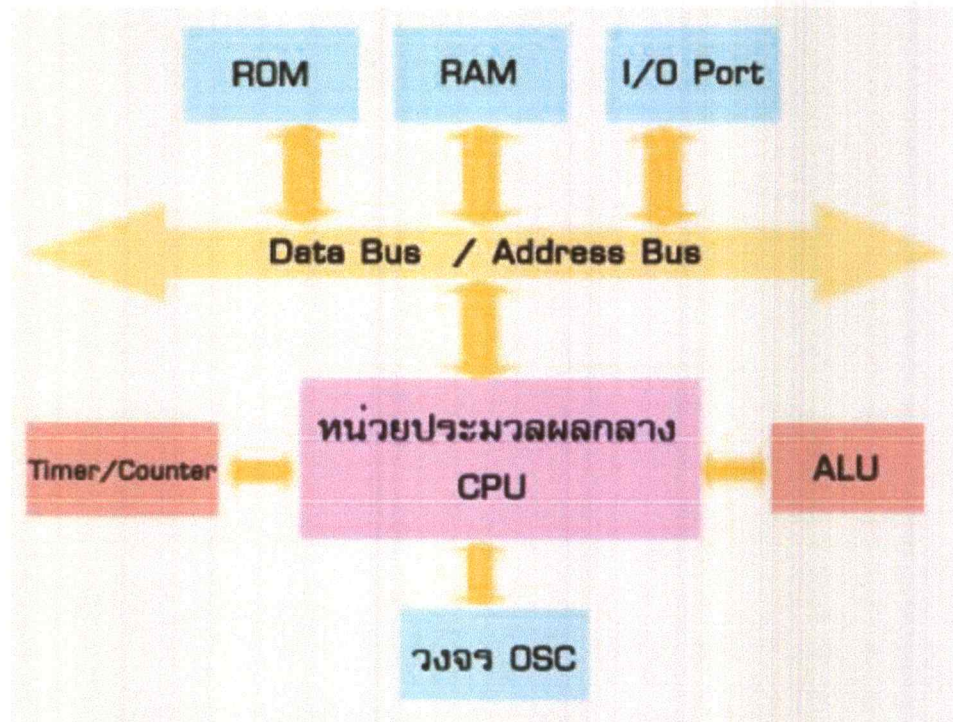 ROM
RAM
I/O Port
Data Bus / Address Bus
หน่วยประมวลผลกลาง
CPU
Timer/Counter
ALU
วงจร OSC